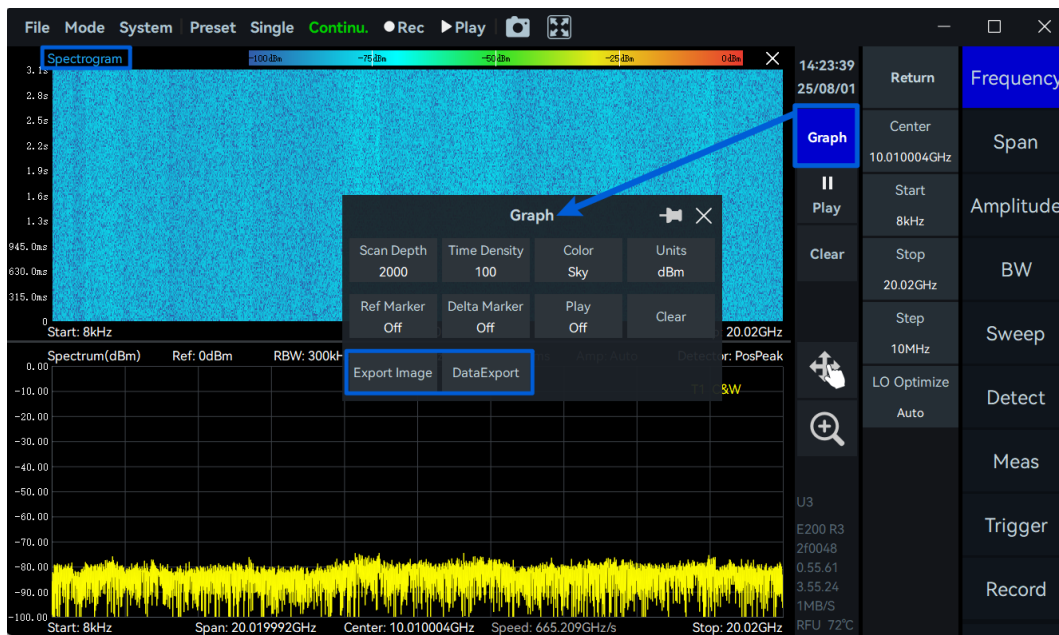 File Mode System Preset Single Continu. Rec Play
Spectrogram
-100dBm -75dBm -50dBm -25dBm 0dBm
3.1s
2.8s
2.5s
2.2s
1.9s
1.6s
1.3s
945.0ms
630.0ms
315.0ms
0
Start: 8kHz 20.02GHz
Graph
Scan Depth Time Density Color Units
2000 100 Sky dBm
Ref Marker Delta Marker Play Clear
Off Off Off
Export Image DataExport
Spectrum(dBm) Ref: 0dBm RBW: 300kH Amp: Auto Detector: PosPeak
T1: C&W
0.00
-10.00
-20.00
-30.00
-40.00
-50.00
-60.00
-70.00
-80.00
-90.00
-100.00
Start: 8kHz Span: 20.019992GHz Center: 10.010004GHz Speed: 665.209GHz/s Stop: 20.02GHz
14:23:39
25/08/01
Graph
Play
Clear
U3
E200 R3
2f0048
0.55.61
3.55.24
1MB/S
RFU 72℃
Return
Center
10.010004GHz
Start
8kHz
Stop
20.02GHz
Step
10MHz
LO Optimize
Auto
Frequency
Span
Amplitude
BW
Sweep
Detect
Meas
Trigger
Record